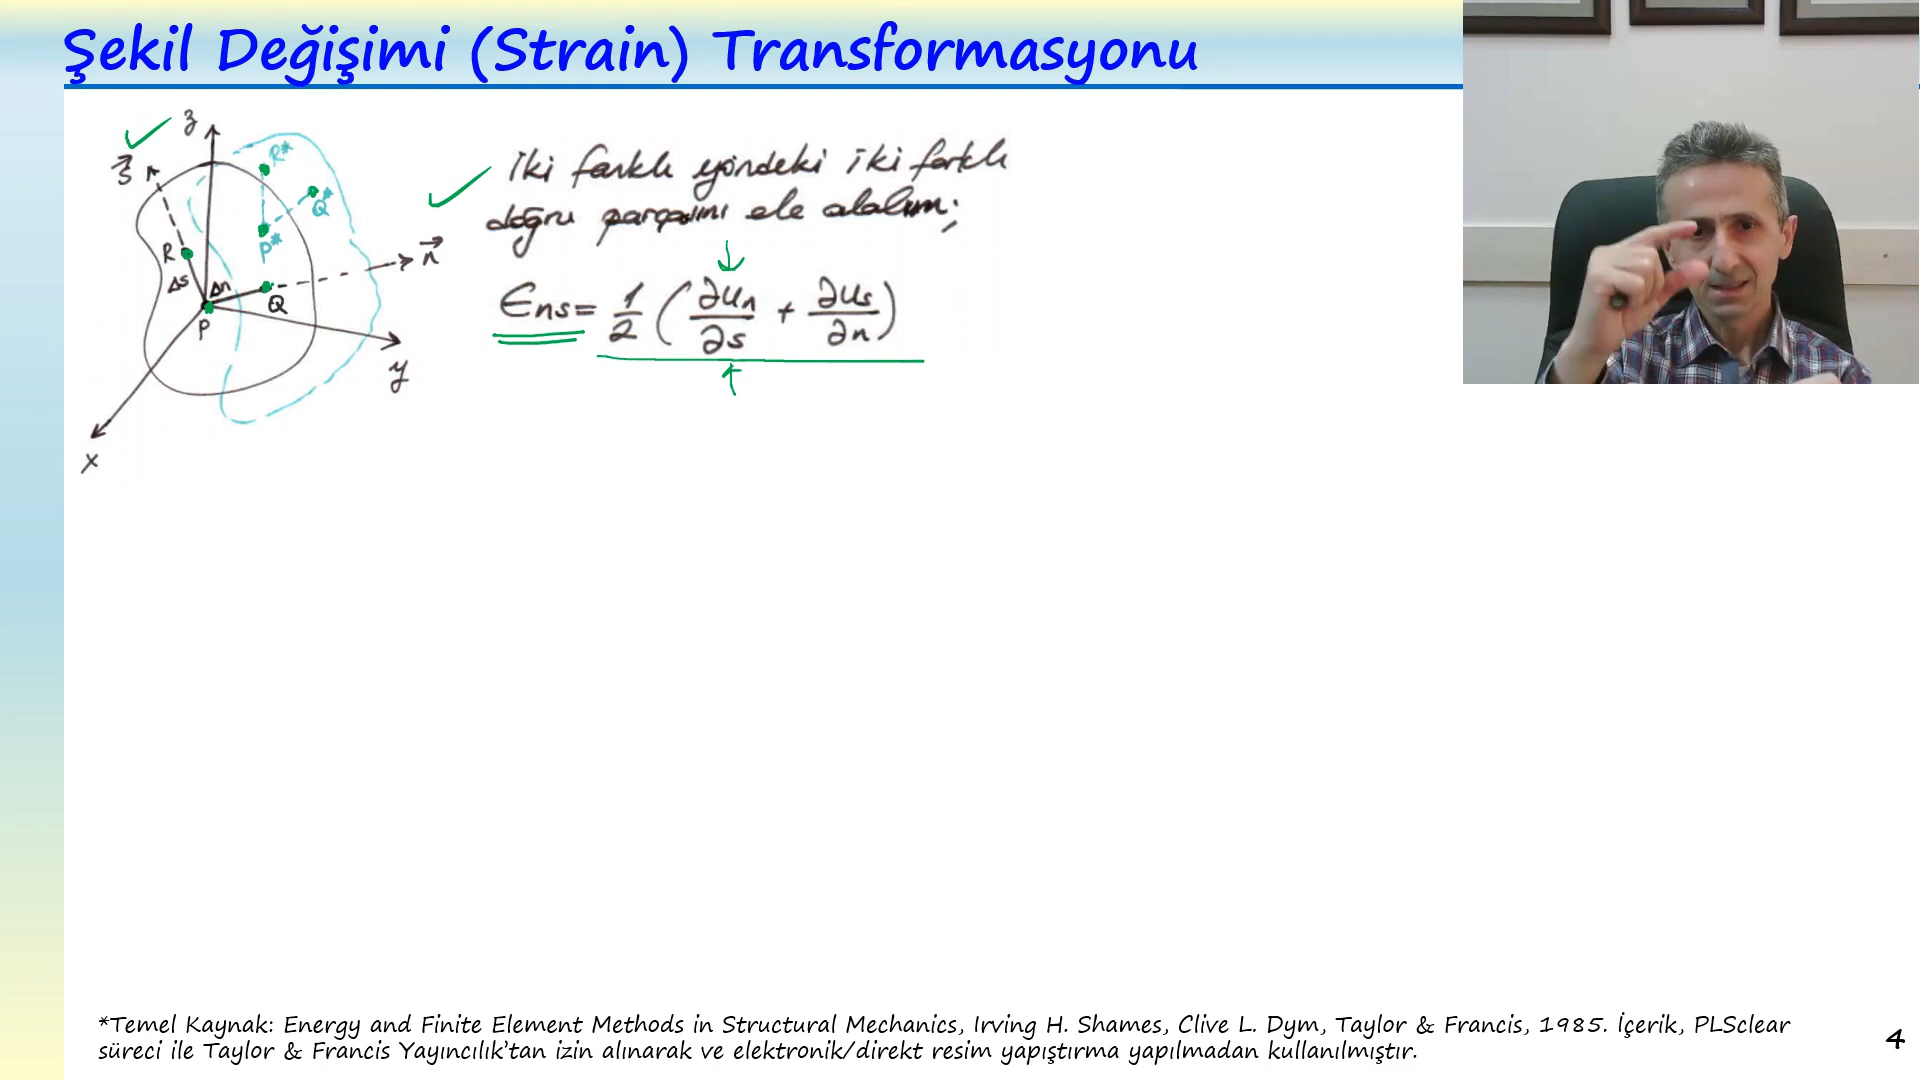 Şekil Değişimi (Strain) Transformasyonu
z
s
R*
Q*
P*
n
R
Δs
Δn
Q
P
y
x
İki farklı yöndeki iki farklı
doğru parçasını ele alalım;
Єns = 1/2 (∂un/∂s + ∂us/∂n)
*Temel Kaynak: Energy and Finite Element Methods in Structural Mechanics, Irving H. Shames, Clive L. Dym, Taylor & Francis, 1985. İçerik, PLSclear
süreci ile Taylor & Francis Yayıncılık'tan izin alınarak ve elektronik/direkt resim yapıştırma yapılmadan kullanılmıştır.
4